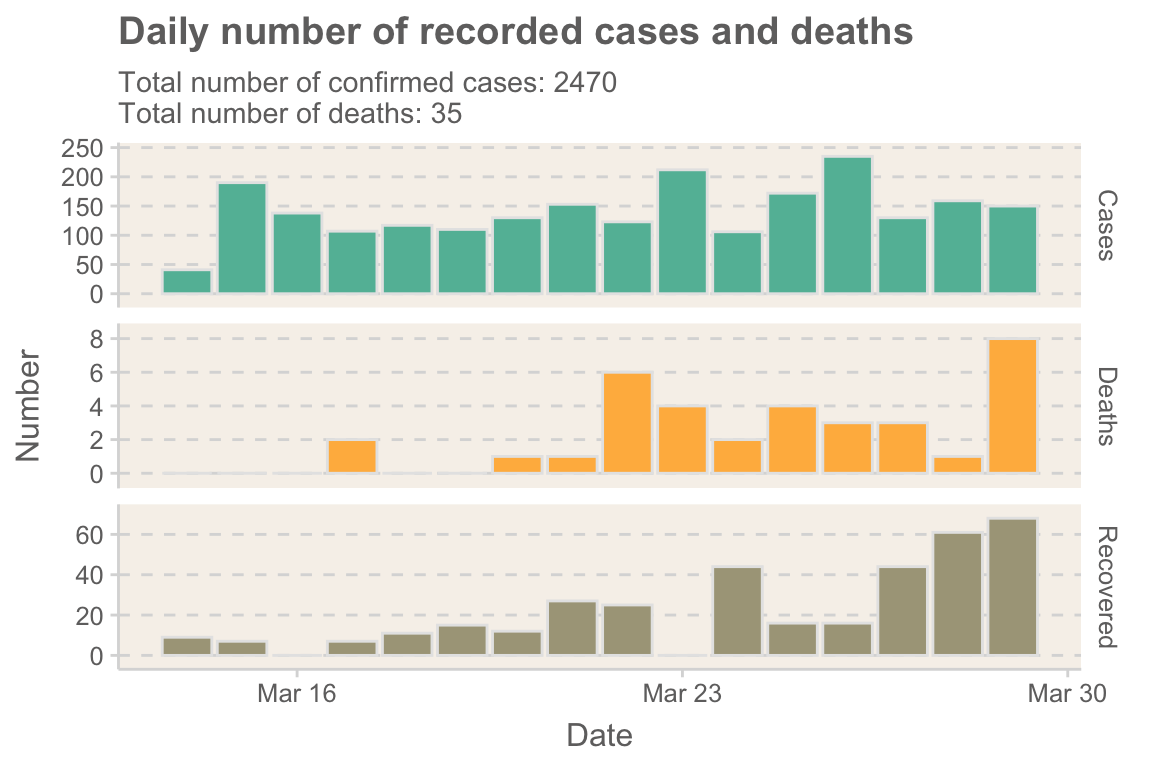 Daily number of recorded cases and deaths
Total number of confirmed cases: 2470
Total number of deaths: 35
250
200
150
100
50
0
Cases
8
6
4
2
0
Deaths
60
40
20
0
Recovered
Number
Mar 16
Mar 23
Mar 30
Date